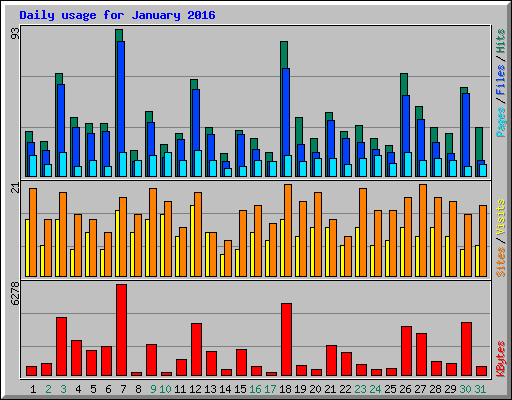 Daily usage for January 2016
93
Pages / Files / Hits
21
Sites / Visits
6278
KBytes
1 2 3 4 5 6 7 8 9 10 11 12 13 14 15 16 17 18 19 20 21 22 23 24 25 26 27 28 29 30 31